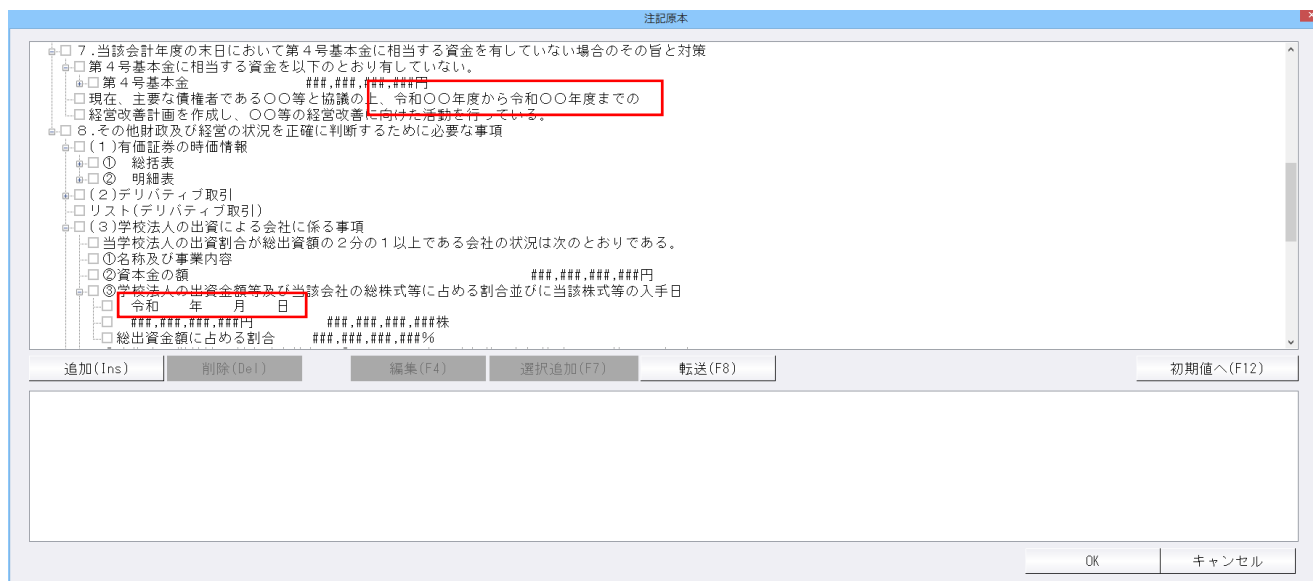 注記原本
7.当該会計年度の末日において第4号基本金に相当する資金を有していない場合のその旨と対策
第4号基本金に相当する資金を以下のとおり有していない。
第4号基本金 ###,###,###,###円
現在、主要な債権者である〇〇等と協議の上、令和〇〇年度から令和〇〇年度までの
経営改善計画を作成し、〇〇等の経営改善に向けた活動を行っている。
8.その他財政及び経営の状況を正確に判断するために必要な事項
(1)有価証券の時価情報
① 総括表
② 明細表
(2)デリバティブ取引
リスト(デリバティブ取引)
(3)学校法人の出資による会社に係る事項
当学校法人の出資割合が総出資額の2分の1以上である会社の状況は次のとおりである。
①名称及び事業内容
②資本金の額 ###,###,###,###円
③学校法人の出資金額等及び当該会社の総株式等に占める割合並びに当該株式等の入手日
令和 年 月 日
###,###,###,###円 ###,###,###,###株
総出資金額に占める割合 ###,###,###,###%
追加(Ins) 削除(Del) 編集(F4) 選択追加(F7) 転送(F8) 初期値へ(F12)
OK キャンセル